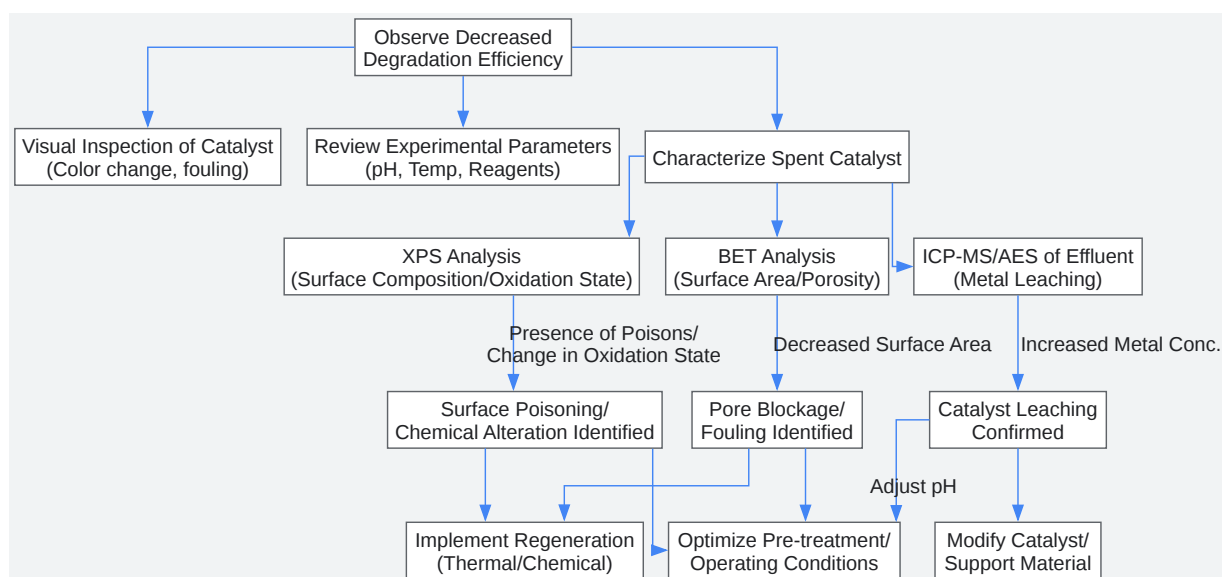 Observe Decreased
Degradation Efficiency
Visual Inspection of Catalyst
(Color change, fouling)
Review Experimental Parameters
(pH, Temp, Reagents)
Characterize Spent Catalyst
XPS Analysis
(Surface Composition/Oxidation State)
BET Analysis
(Surface Area/Porosity)
ICP-MS/AES of Effluent
(Metal Leaching)
Presence of Poisons/
Change in Oxidation State
Decreased Surface Area
Increased Metal Conc.
Surface Poisoning/
Chemical Alteration Identified
Pore Blockage/
Fouling Identified
Catalyst Leaching
Confirmed
Adjust pH
Implement Regeneration
(Thermal/Chemical)
Optimize Pre-treatment/
Operating Conditions
Modify Catalyst/
Support Material